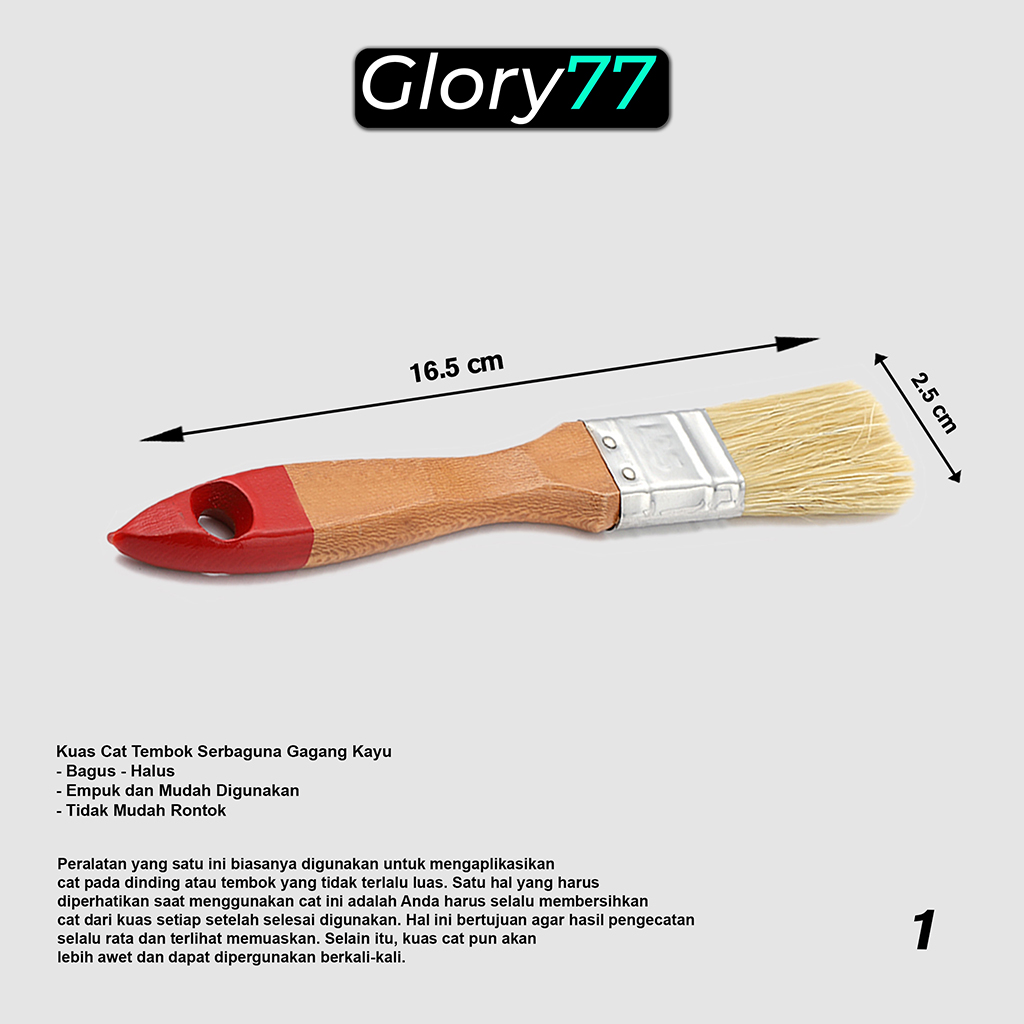 Glory77
16.5 cm
2.5 cm
Kuas Cat Tembok Serbaguna Gagang Kayu
- Bagus - Halus
- Empuk dan Mudah Digunakan
- Tidak Mudah Rontok
Peralatan yang satu ini biasanya digunakan untuk mengaplikasikan
cat pada dinding atau tembok yang tidak terlalu luas. Satu hal yang harus
diperhatikan saat menggunakan cat ini adalah Anda harus selalu membersihkan
cat dari kuas setiap setelah selesai digunakan. Hal ini bertujuan agar hasil pengecatan
selalu rata dan terlihat memuaskan. Selain itu, kuas cat pun akan
lebih awet dan dapat dipergunakan berkali-kali.
1